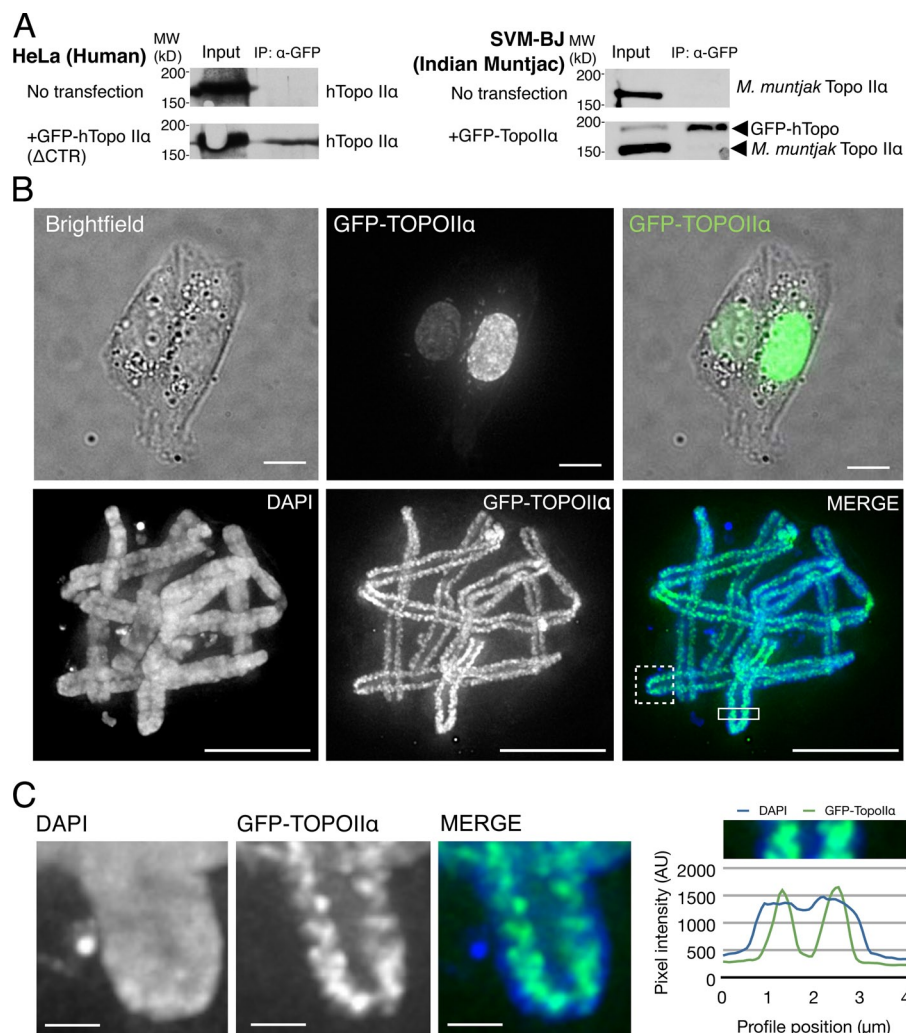 A
HeLa (Human)
MW
(kD)
Input
IP: α-GFP
No transfection
200-
150-
hTopo IIα
+GFP-hTopo IIα
(ΔCTR)
200-
150-
hTopo IIα
SVM-BJ
(Indian Muntjac)
MW
(kD)
Input
IP: α-GFP
No transfection
200-
150-
M. muntjak Topo IIα
+GFP-TopoIIα
200-
150-
GFP-hTopo
M. muntjak Topo IIα
B
Brightfield
GFP-TOPOIIα
GFP-TOPOIIα
DAPI
GFP-TOPOIIα
MERGE
C
DAPI
GFP-TOPOIIα
MERGE
DAPI
GFP-TopoIIα
Pixel intensity (AU)
2000
1500
1000
500
0
0 1 2 3 4
Profile position (μm)